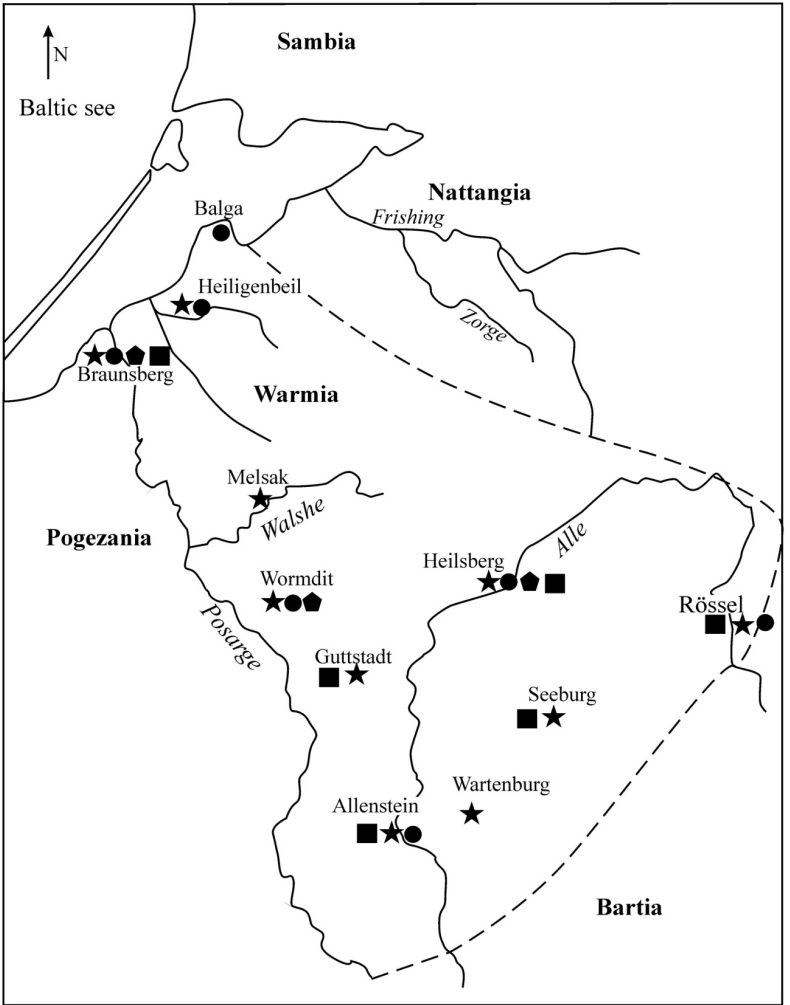 Sambia
N
Baltic see
Nattangia
Balga
Frishing
Heiligenbeil
Zorge
Braunsberg
Warmia
Melsak
Walshe
Pogezania
Alle
Heilsberg
Wormdit
Rössel
Posarge
Guttstadt
Seeburg
Wartenburg
Allenstein
Bartia